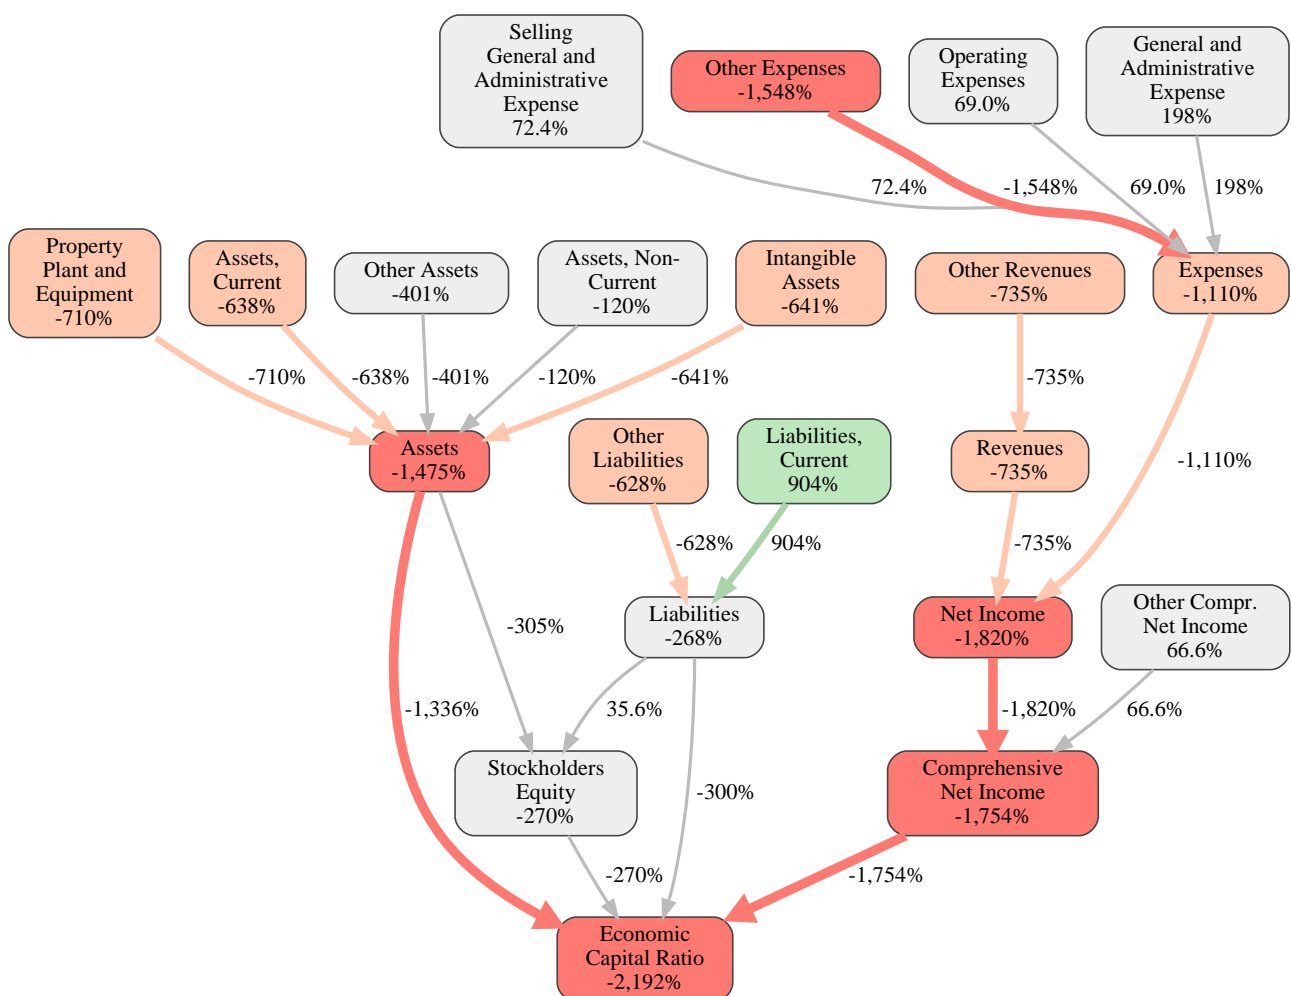 Selling
General and
Administrative
Expense
72.4%
Other Expenses
-1,548%
Operating
Expenses
69.0%
General and
Administrative
Expense
198%
72.4%
-1,548%
69.0%
198%
Property
Plant and
Equipment
-710%
Assets,
Current
-638%
Other Assets
-401%
Assets, Non-
Current
-120%
Intangible
Assets
-641%
Other Revenues
-735%
Expenses
-1,110%
-710%
-638%
-401%
-120%
-641%
-735%
-1,110%
Assets
-1,475%
Other
Liabilities
-628%
Liabilities,
Current
904%
Revenues
-735%
-628%
904%
-735%
-305%
Liabilities
-268%
Net Income
-1,820%
Other Compr.
Net Income
66.6%
-1,336%
35.6%
-1,820%
66.6%
Stockholders
Equity
-270%
-300%
Comprehensive
Net Income
-1,754%
-270%
-1,754%
Economic
Capital Ratio
-2,192%